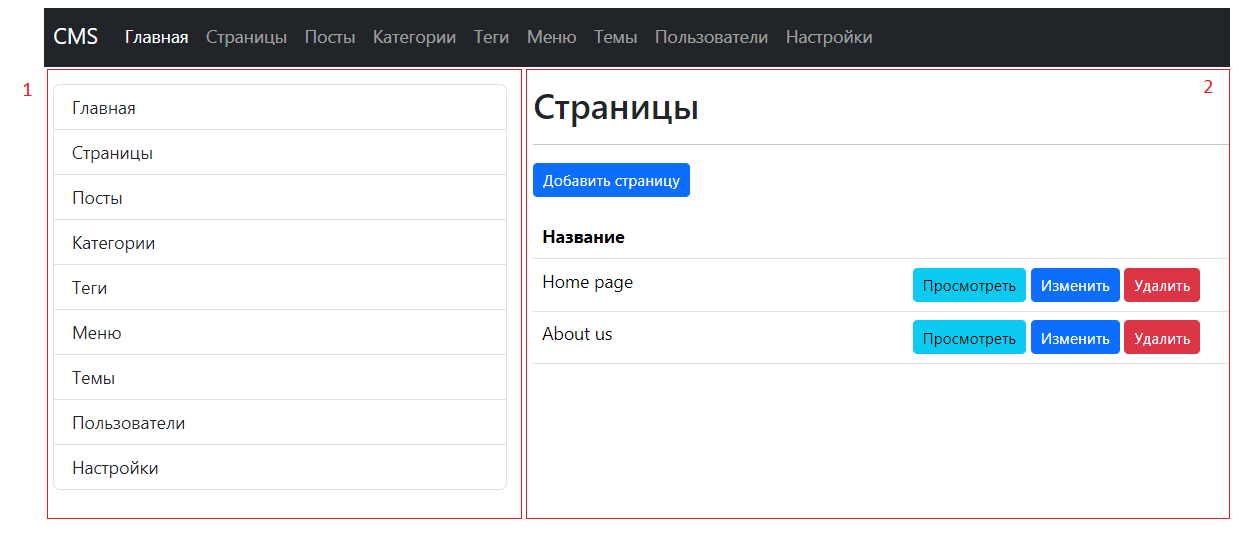 CMS Главная Страницы Посты Категории Теги Меню Темы Пользователи Настройки
1
Главная
Страницы
Посты
Категории
Теги
Меню
Темы
Пользователи
Настройки
2
Страницы
Добавить страницу
Название
Home page Просмотреть Изменить Удалить
About us Просмотреть Изменить Удалить